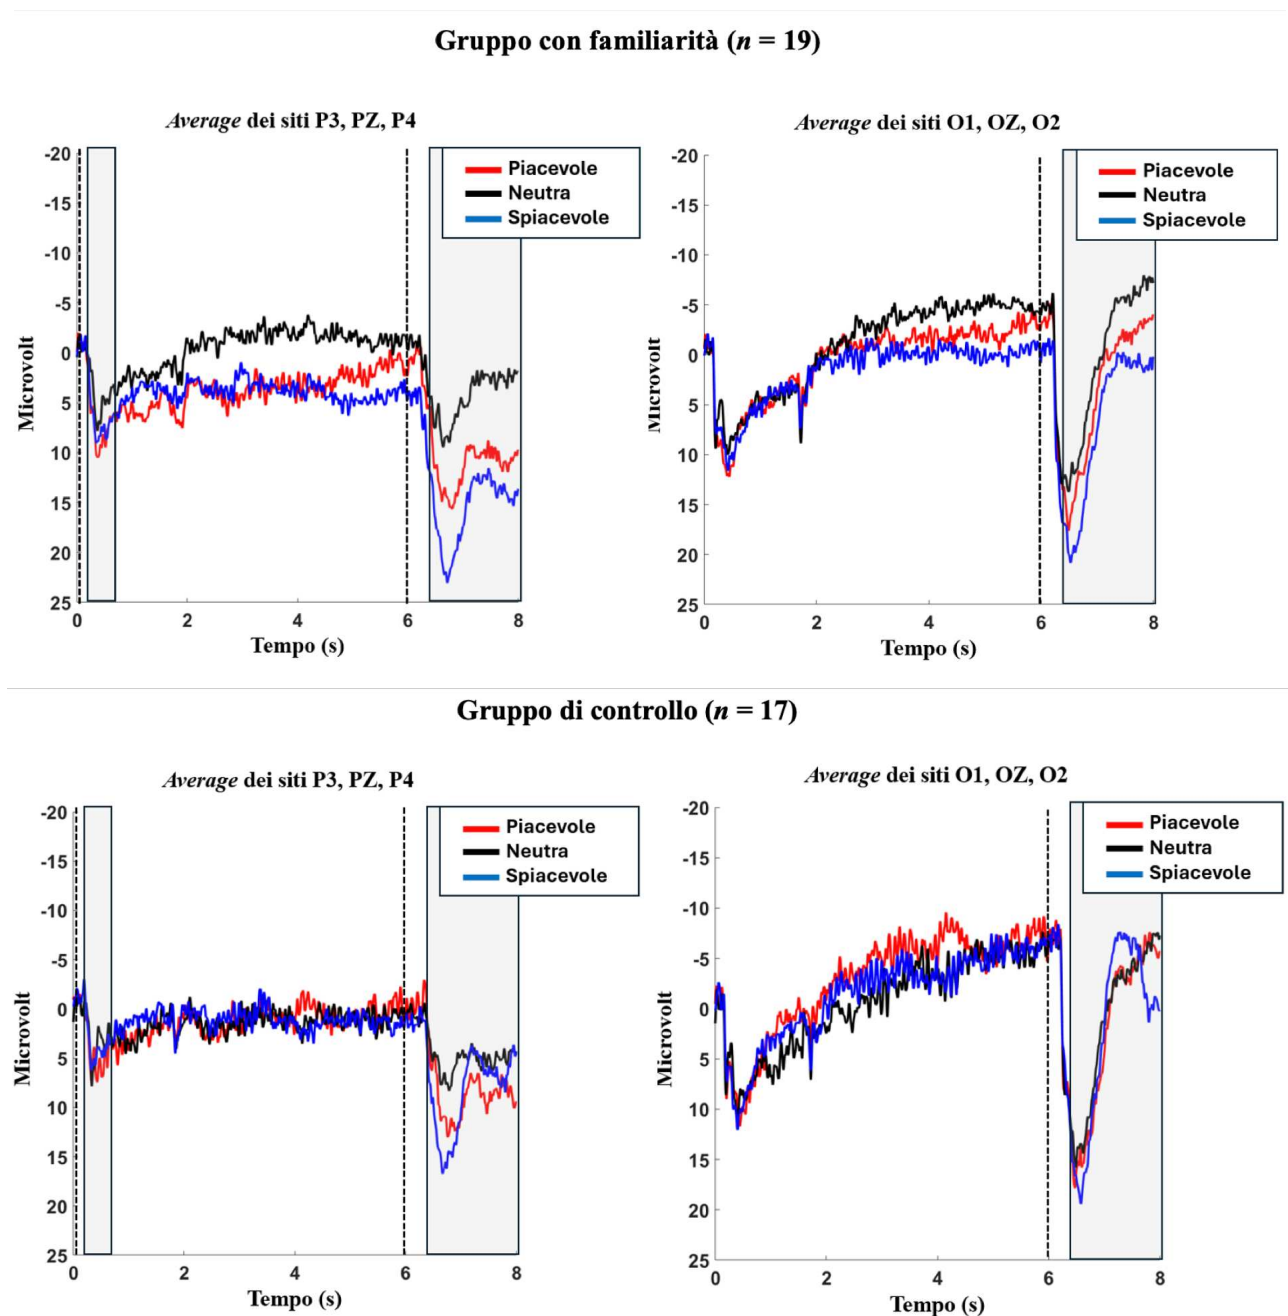 Gruppo con familiarità (n = 19)
Average dei siti P3, PZ, P4
-20
-15
-10
-5
0
5
10
15
20
25
Microvolt
0
2
4
6
8
Tempo (s)
Piacevole
Neutra
Spiacevole
Average dei siti O1, OZ, O2
-20
-15
-10
-5
0
5
10
15
20
25
Microvolt
0
2
4
6
8
Tempo (s)
Piacevole
Neutra
Spiacevole
Gruppo di controllo (n = 17)
Average dei siti P3, PZ, P4
-20
-15
-10
-5
0
5
10
15
20
25
Microvolt
0
2
4
6
8
Tempo (s)
Piacevole
Neutra
Spiacevole
Average dei siti O1, OZ, O2
-20
-15
-10
-5
0
5
10
15
20
25
Microvolt
0
2
4
6
8
Tempo (s)
Piacevole
Neutra
Spiacevole